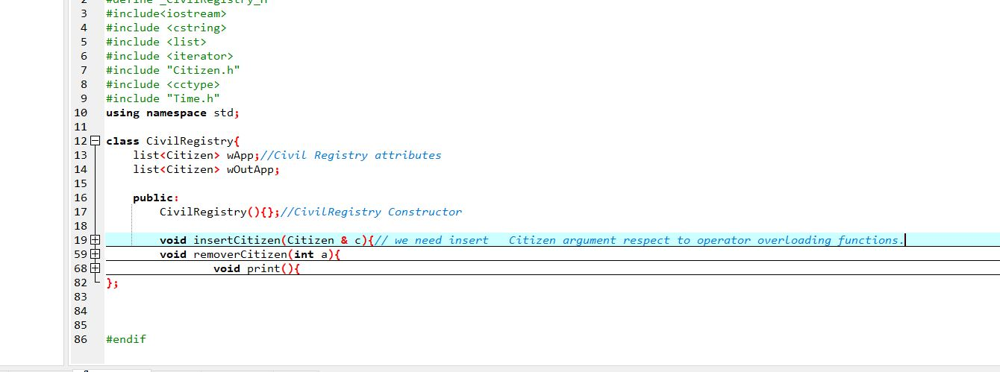 2 #define _CivilRegistry_H
3 #include<iostream>
4 #include <cstring>
5 #include <list>
6 #include <iterator>
7 #include "Citizen.h"
8 #include <cctype>
9 #include "Time.h"
10 using namespace std;
11
12 class CivilRegistry{
13 list<Citizen> wApp;//Civil Registry attributes
14 list<Citizen> wOutApp;
15
16 public:
17 CivilRegistry(){};//CivilRegistry Constructor
18
19 void insertCitizen(Citizen & c){// we need insert   Citizen argument respect to operator overloading functions.
59 void removerCitizen(int a){
68 void print(){
82 };
83
84
85
86 #endif